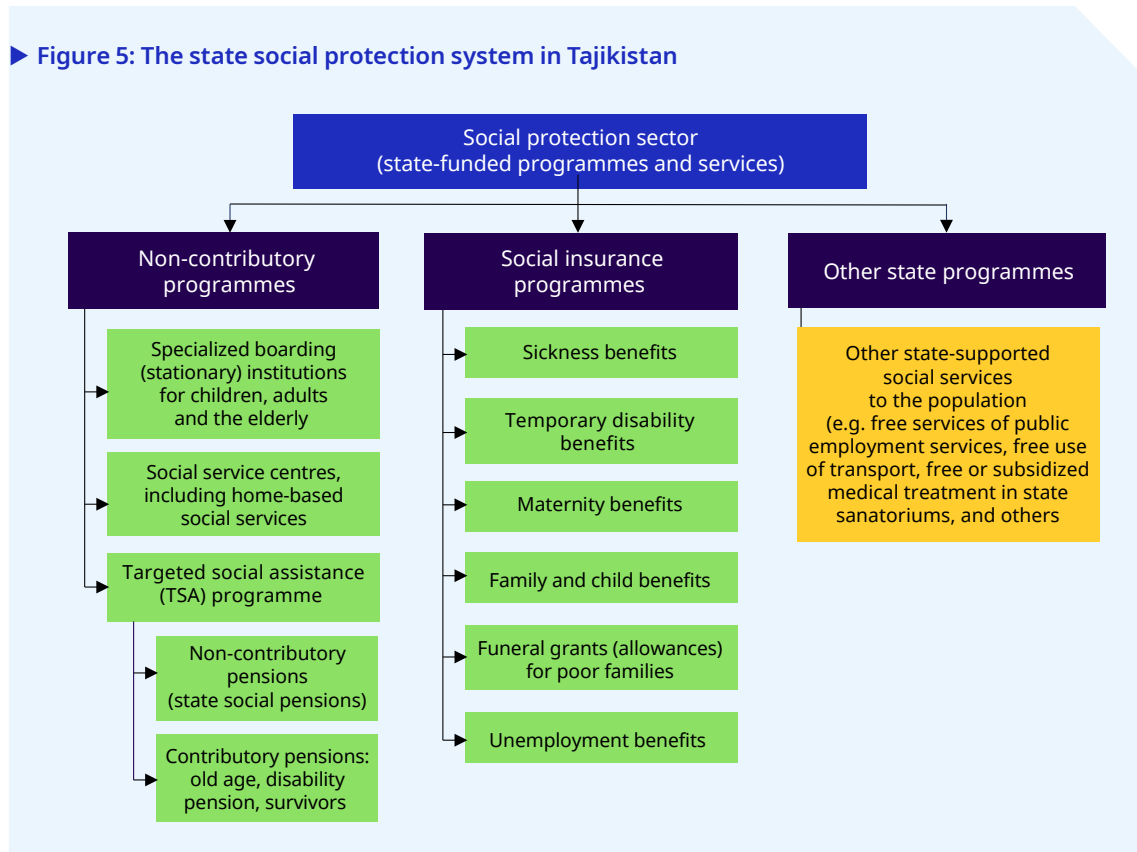 Figure 5: The state social protection system in Tajikistan
Social protection sector
(state-funded programmes and services)
Non-contributory
programmes
Specialized boarding
(stationary) institutions
for children, adults
and the elderly
Social service centres,
including home-based
social services
Targeted social assistance
(TSA) programme
Non-contributory
pensions
(state social pensions)
Contributory pensions:
old age, disability
pension, survivors
Social insurance
programmes
Sickness benefits
Temporary disability
benefits
Maternity benefits
Family and child benefits
Funeral grants (allowances)
for poor families
Unemployment benefits
Other state programmes
Other state-supported
social services
to the population
(e.g. free services of public
employment services, free use
of transport, free or subsidized
medical treatment in state
sanatoriums, and others